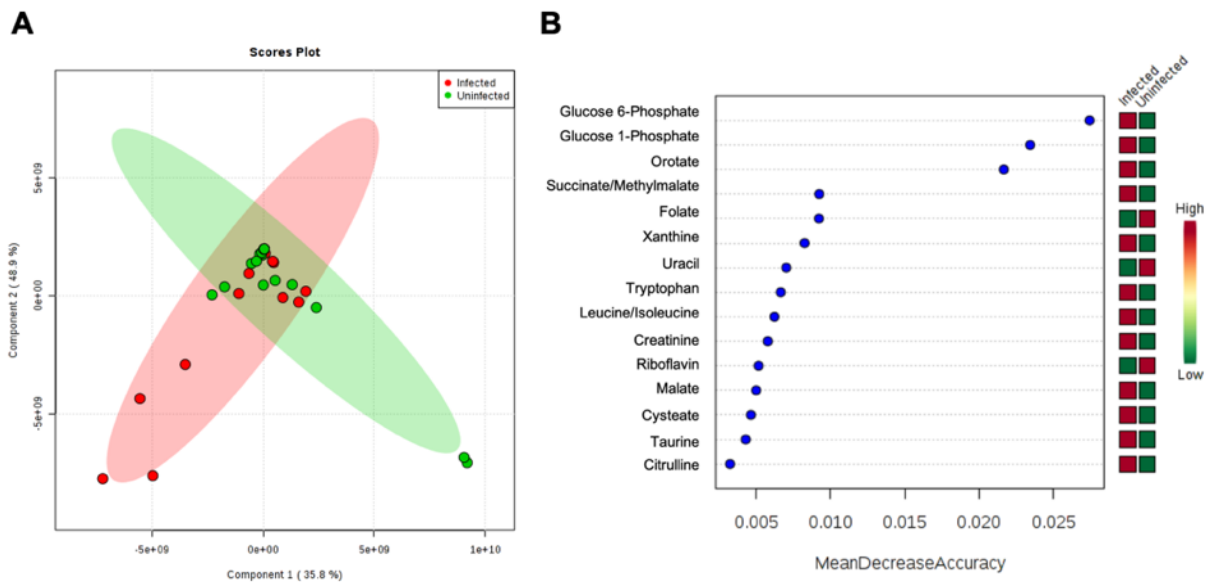 A
Scores Plot
Infected
Uninfected
5e+09
0e+00
-5e+09
Component 2 ( 48.9 %)
-5e+09
0e+00
5e+09
1e+10
Component 1 ( 35.8 %)
B
Infected
Uninfected
Glucose 6-Phosphate
Glucose 1-Phosphate
Orotate
Succinate/Methylmalate
Folate
Xanthine
Uracil
Tryptophan
Leucine/Isoleucine
Creatinine
Riboflavin
Malate
Cysteate
Taurine
Citrulline
High
Low
0.005
0.010
0.015
0.020
0.025
MeanDecreaseAccuracy